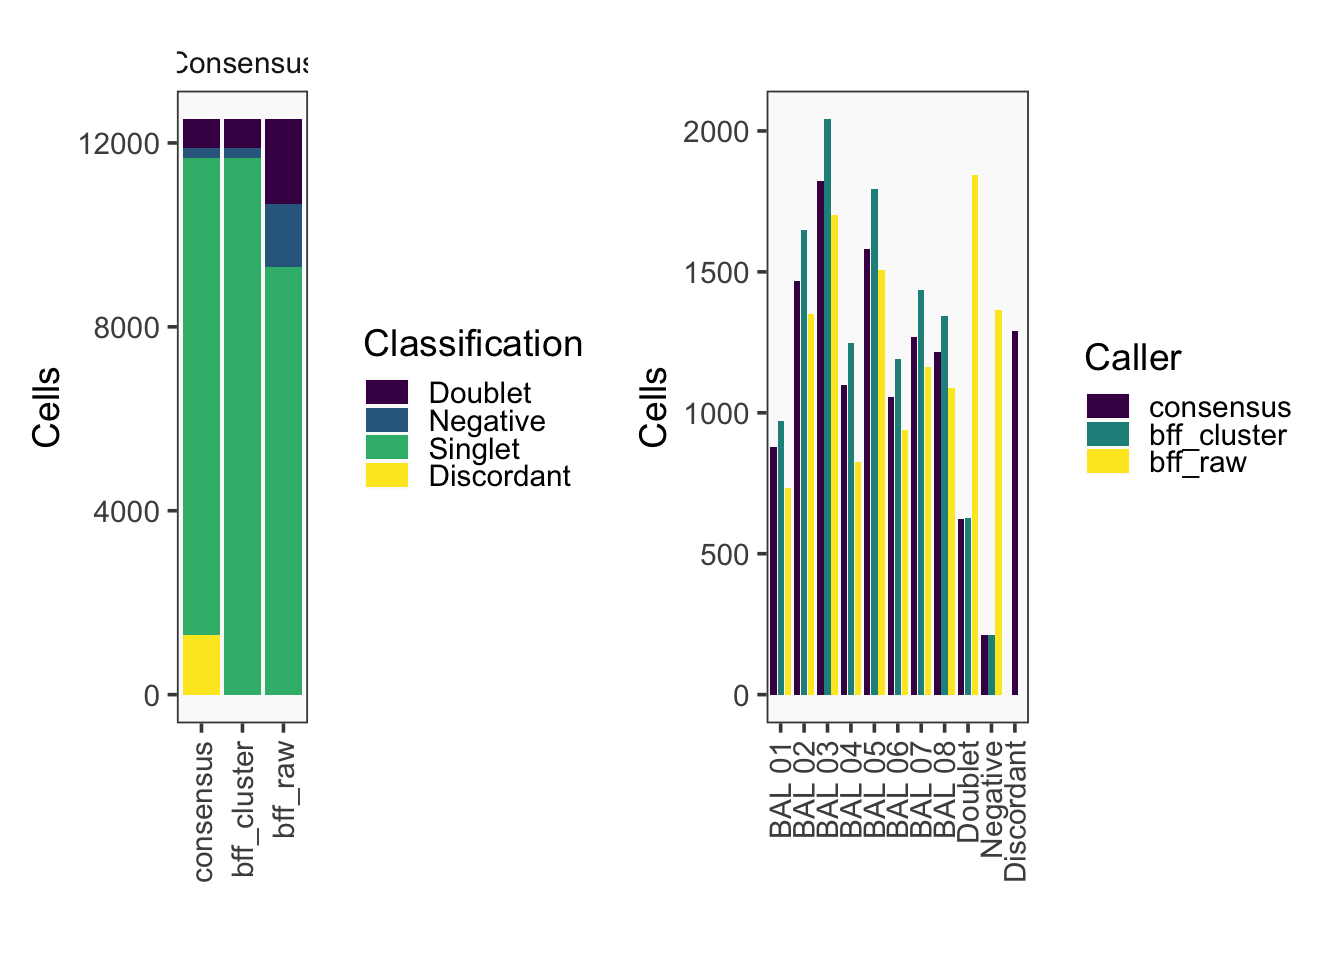 Consensus
Cells
12000
8000
4000
0
consensus
bff_cluster
bff_raw
Classification
Doublet
Negative
Singlet
Discordant
Cells
2000
1500
1000
500
0
BAL 01
BAL 02
BAL 03
BAL 04
BAL 05
BAL 06
BAL 07
BAL 08
Doublet
Negative
Discordant
Caller
consensus
bff_cluster
bff_raw